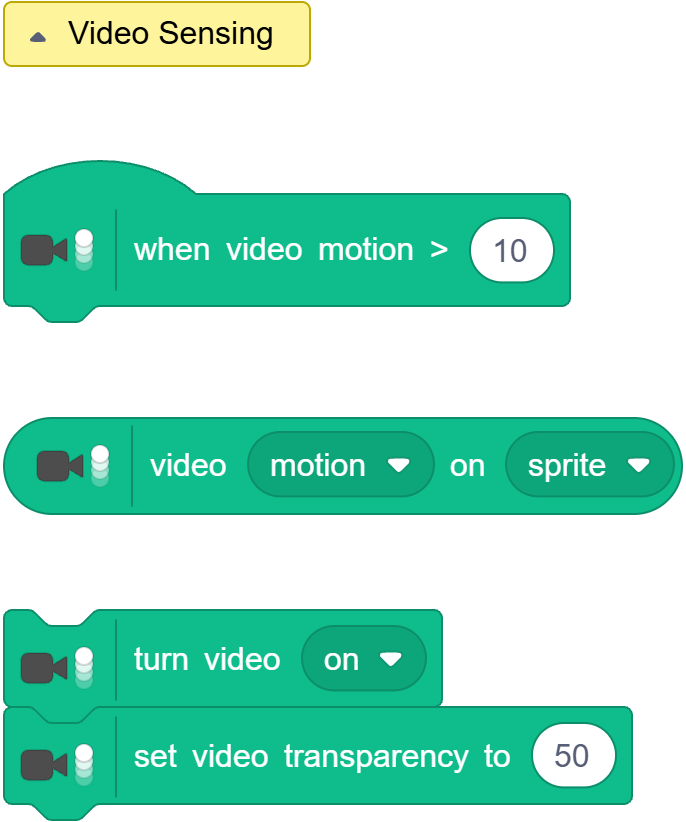 Video Sensing
when video motion > 10
video motion on sprite
turn video on
set video transparency to 50